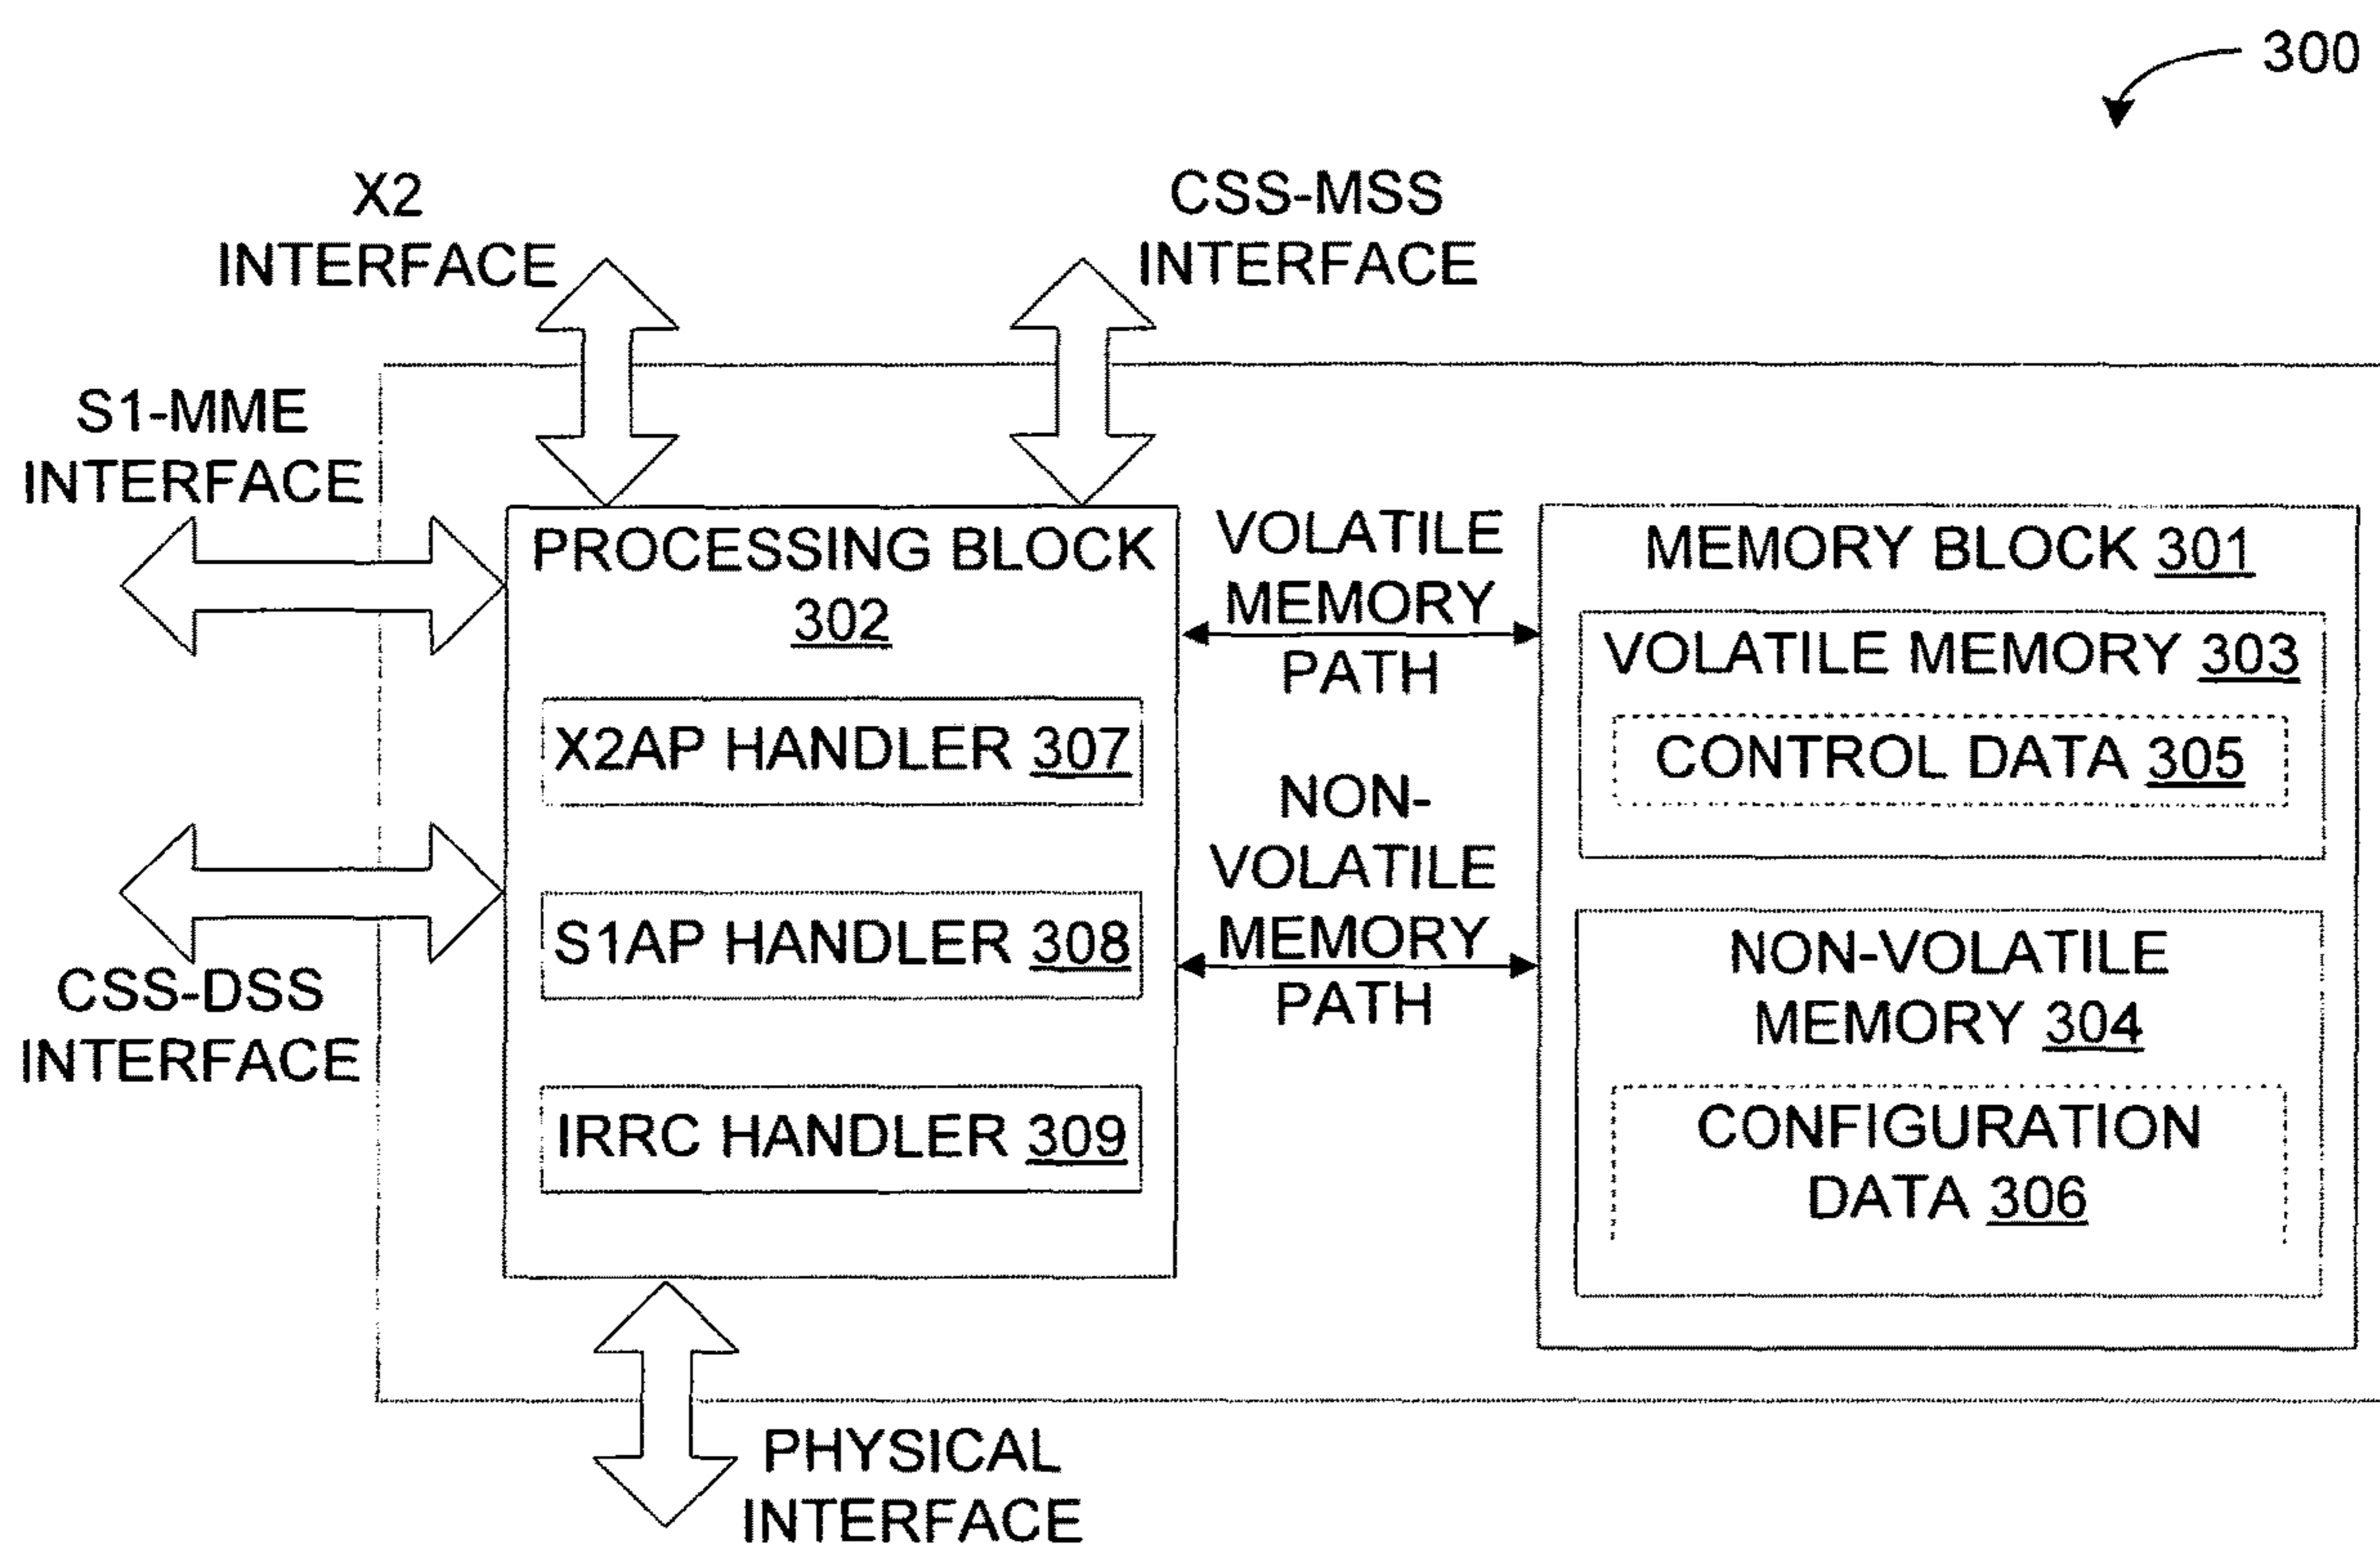 300
X2
INTERFACE
CSS-MSS
INTERFACE
S1-MME
INTERFACE
CSS-DSS
INTERFACE
PROCESSING BLOCK
302
X2AP HANDLER 307
S1AP HANDLER 308
IRRC HANDLER 309
VOLATILE
MEMORY
PATH
NON-
VOLATILE
MEMORY
PATH
MEMORY BLOCK 301
VOLATILE MEMORY 303
CONTROL DATA 305
NON-VOLATILE
MEMORY 304
CONFIGURATION
DATA 306
PHYSICAL
INTERFACE